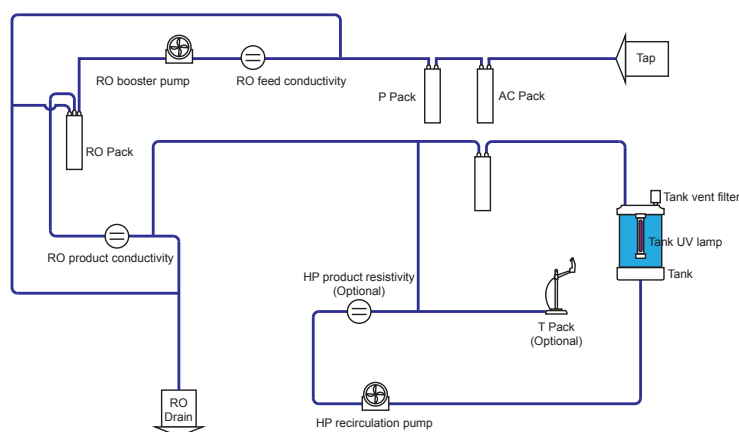 Tap
RO booster pump
RO feed conductivity
P Pack
AC Pack
RO Pack
Tank vent filter
Tank UV lamp
RO product conductivity
HP product resistivity
(Optional)
Tank
T Pack
(Optional)
RO
Drain
HP recirculation pump